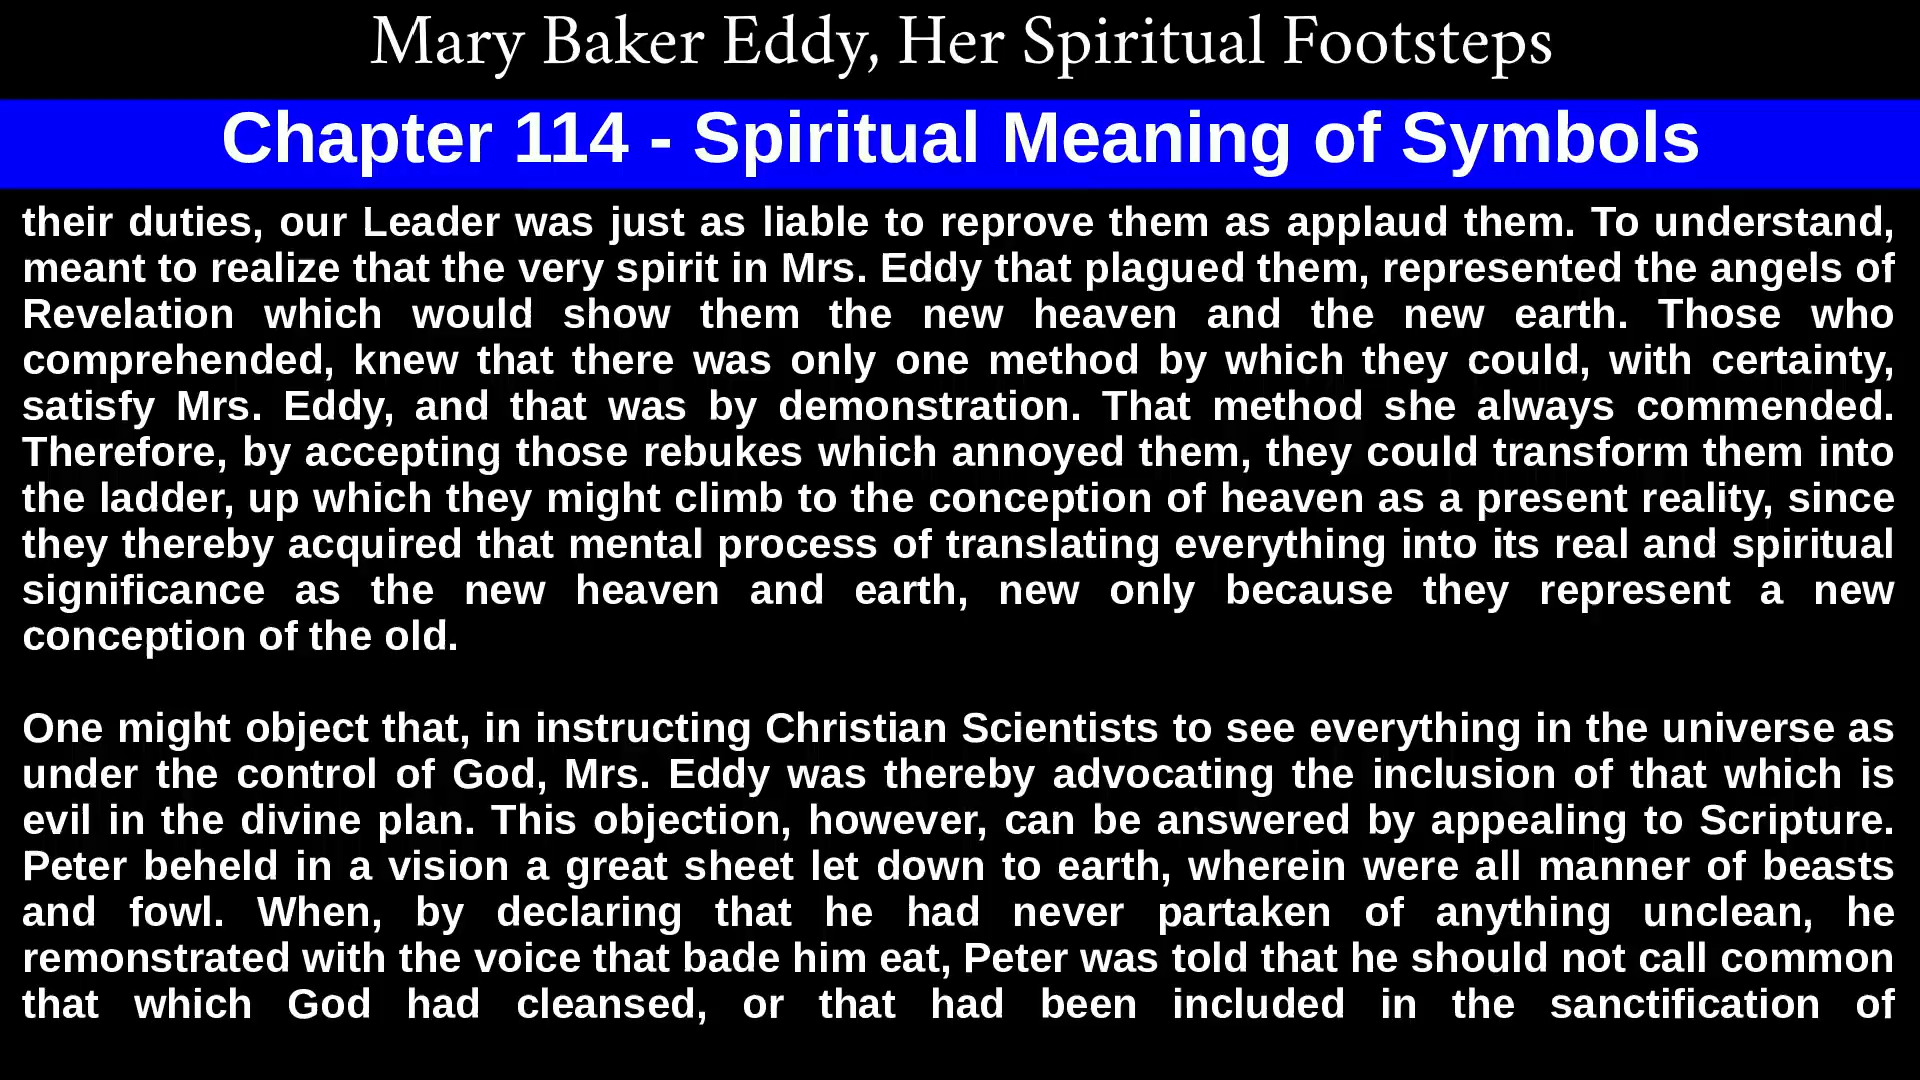 Mary Baker Eddy, Her Spiritual Footsteps
Chapter 114 - Spiritual Meaning of Symbols
their duties, our Leader was just as liable to reprove them as applaud them. To understand,
meant to realize that the very spirit in Mrs. Eddy that plagued them, represented the angels of
Revelation which would show them the new heaven and the new earth. Those who
comprehended, knew that there was only one method by which they could, with certainty,
satisfy Mrs. Eddy, and that was by demonstration. That method she always commended.
Therefore, by accepting those rebukes which annoyed them, they could transform them into
the ladder, up which they might climb to the conception of heaven as a present reality, since
they thereby acquired that mental process of translating everything into its real and spiritual
significance as the new heaven and earth, new only because they represent a new
conception of the old.
One might object that, in instructing Christian Scientists to see everything in the universe as
under the control of God, Mrs. Eddy was thereby advocating the inclusion of that which is
evil in the divine plan. This objection, however, can be answered by appealing to Scripture.
Peter beheld in a vision a great sheet let down to earth, wherein were all manner of beasts
and fowl. When, by declaring that he had never partaken of anything unclean, he
remonstrated with the voice that bade him eat, Peter was told that he should not call common
that which God had cleansed, or that had been included in the sanctification of